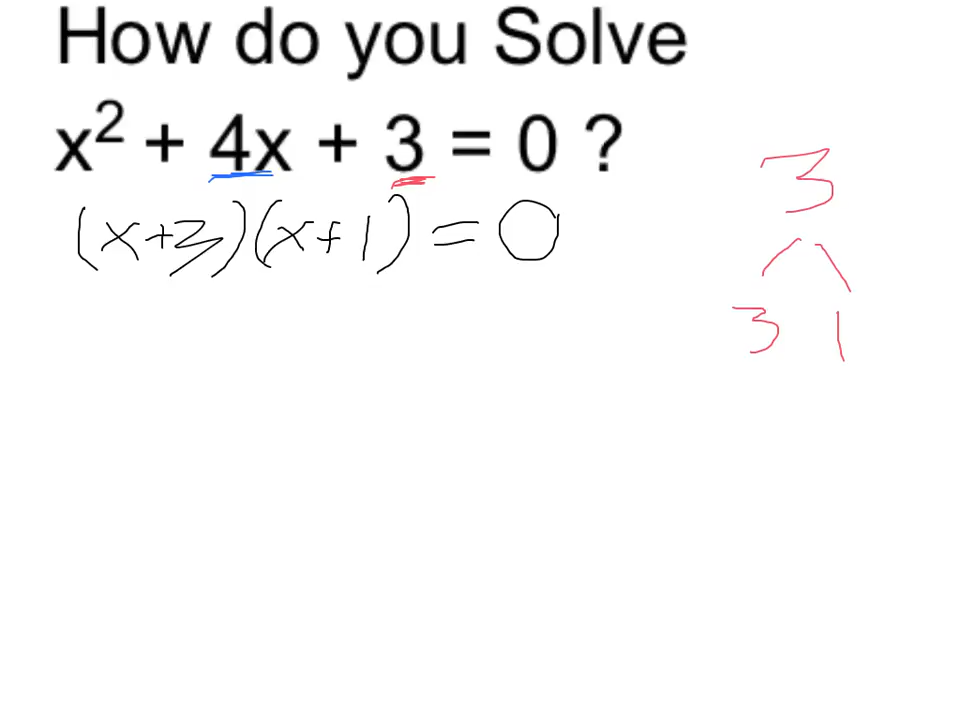 How do you Solve
x² + 4x + 3 = 0 ?
(x+3)(x+1) = 0
3
3 1